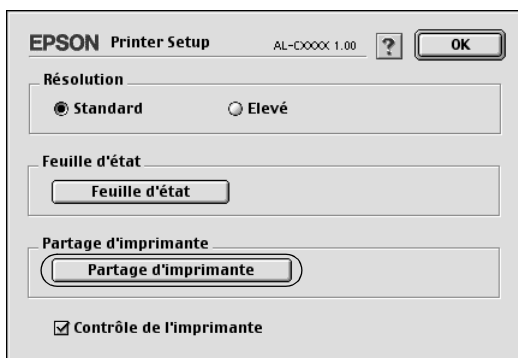 EPSON Printer Setup AL-CXXXX 1.00 ? OK
Résolution
Standard Elevé
Feuille d'état
Feuille d'état
Partage d'imprimante
Partage d'imprimante
Contrôle de l'imprimante